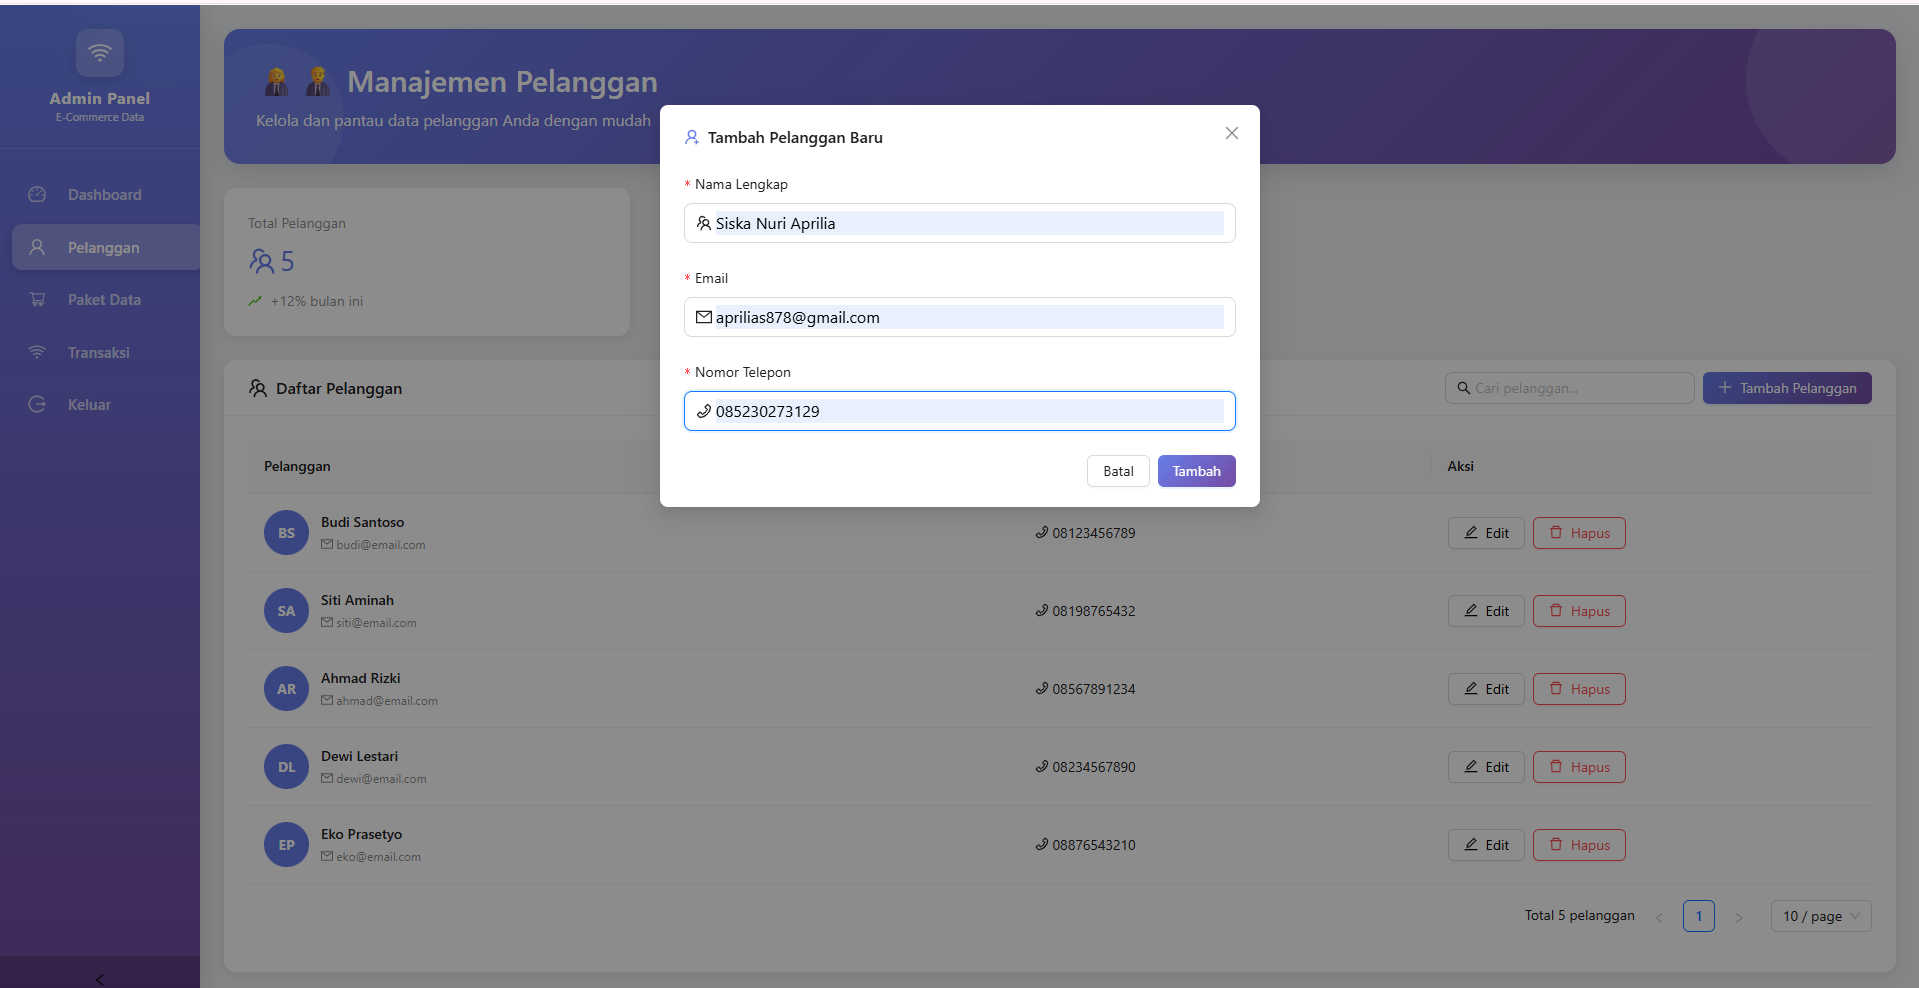 Admin Panel
E-Commerce Data
Dashboard
Pelanggan
Paket Data
Transaksi
Keluar
Manajemen Pelanggan
Kelola dan pantau data pelanggan Anda dengan mudah
Total Pelanggan
5
+12% bulan ini
Tambah Pelanggan Baru
* Nama Lengkap
Siska Nuri Aprilia
* Email
aprilias878@gmail.com
* Nomor Telepon
085230273129
Batal Tambah
Daftar Pelanggan
Cari pelanggan...
+ Tambah Pelanggan
Pelanggan Aksi
BS Budi Santoso
budi@email.com
08123456789
Edit Hapus
SA Siti Aminah
siti@email.com
08198765432
Edit Hapus
AR Ahmad Rizki
ahmad@email.com
08567891234
Edit Hapus
DL Dewi Lestari
dewi@email.com
08234567890
Edit Hapus
EP Eko Prasetyo
eko@email.com
08876543210
Edit Hapus
Total 5 pelanggan < 1 > 10 / page